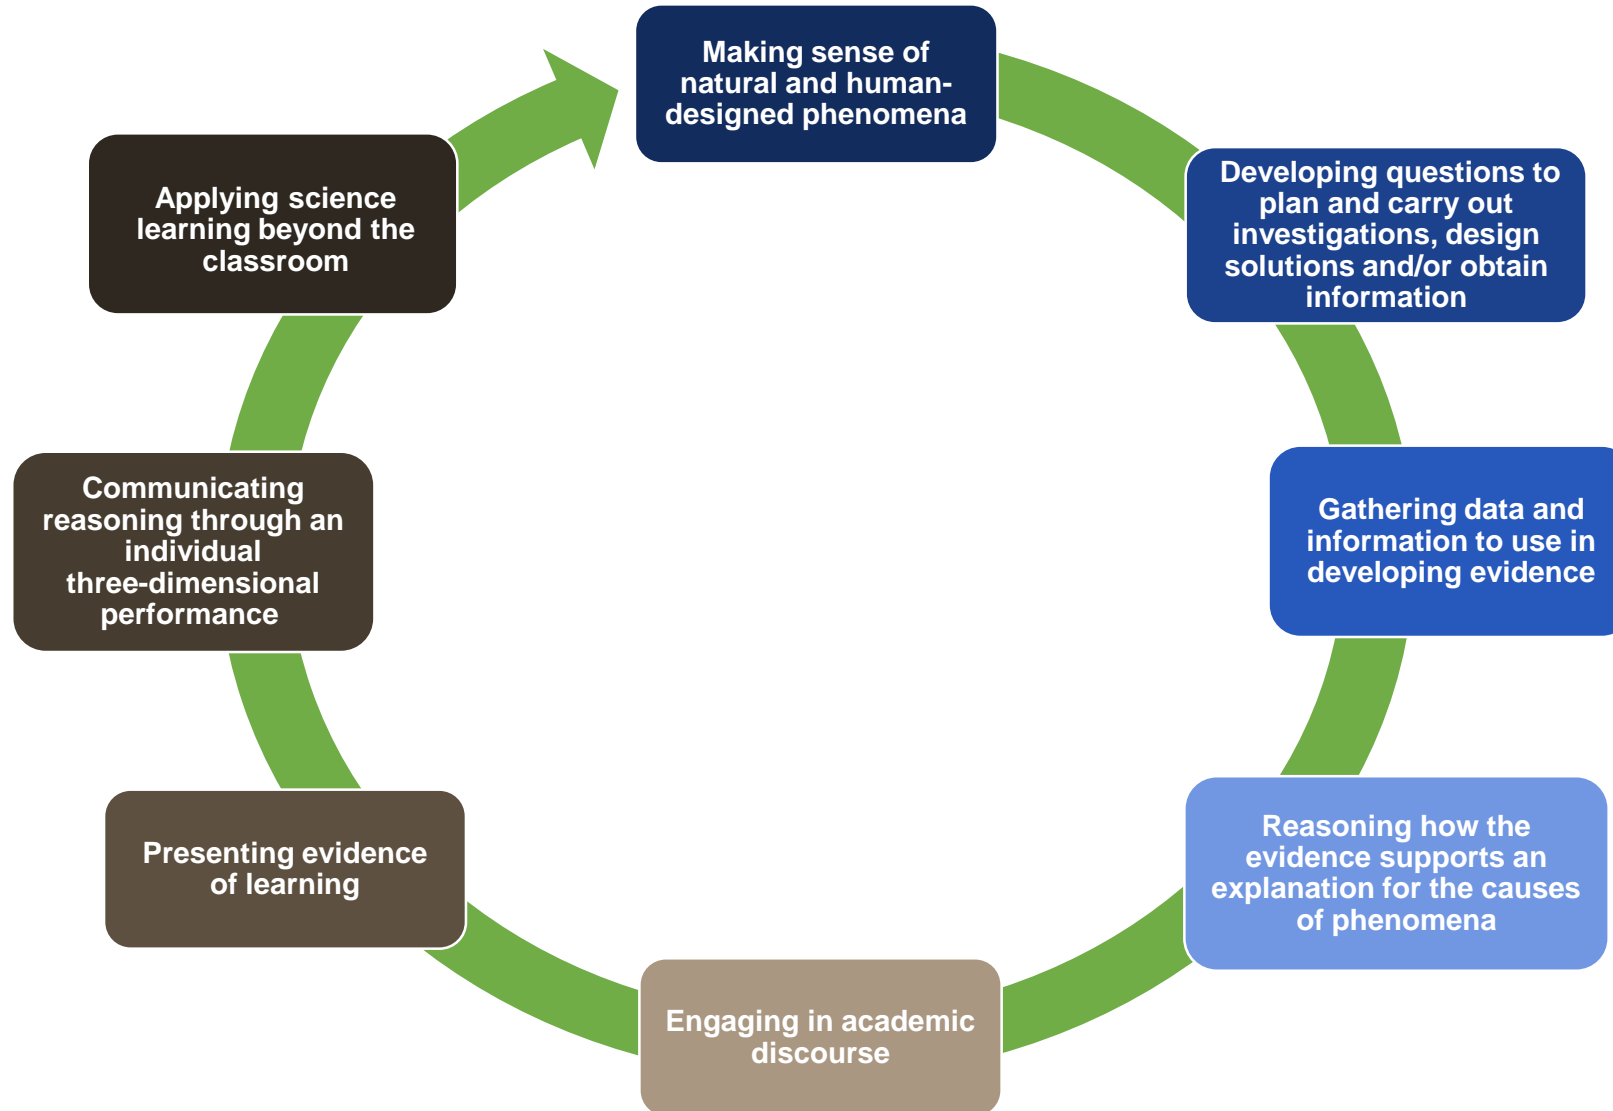 Making sense of
natural and human-
designed phenomena
Developing questions to
plan and carry out
investigations, design
solutions and/or obtain
information
Gathering data and
information to use in
developing evidence
Reasoning how the
evidence supports an
explanation for the causes
of phenomena
Engaging in academic
discourse
Presenting evidence
of learning
Communicating
reasoning through an
individual
three-dimensional
performance
Applying science
learning beyond the
classroom